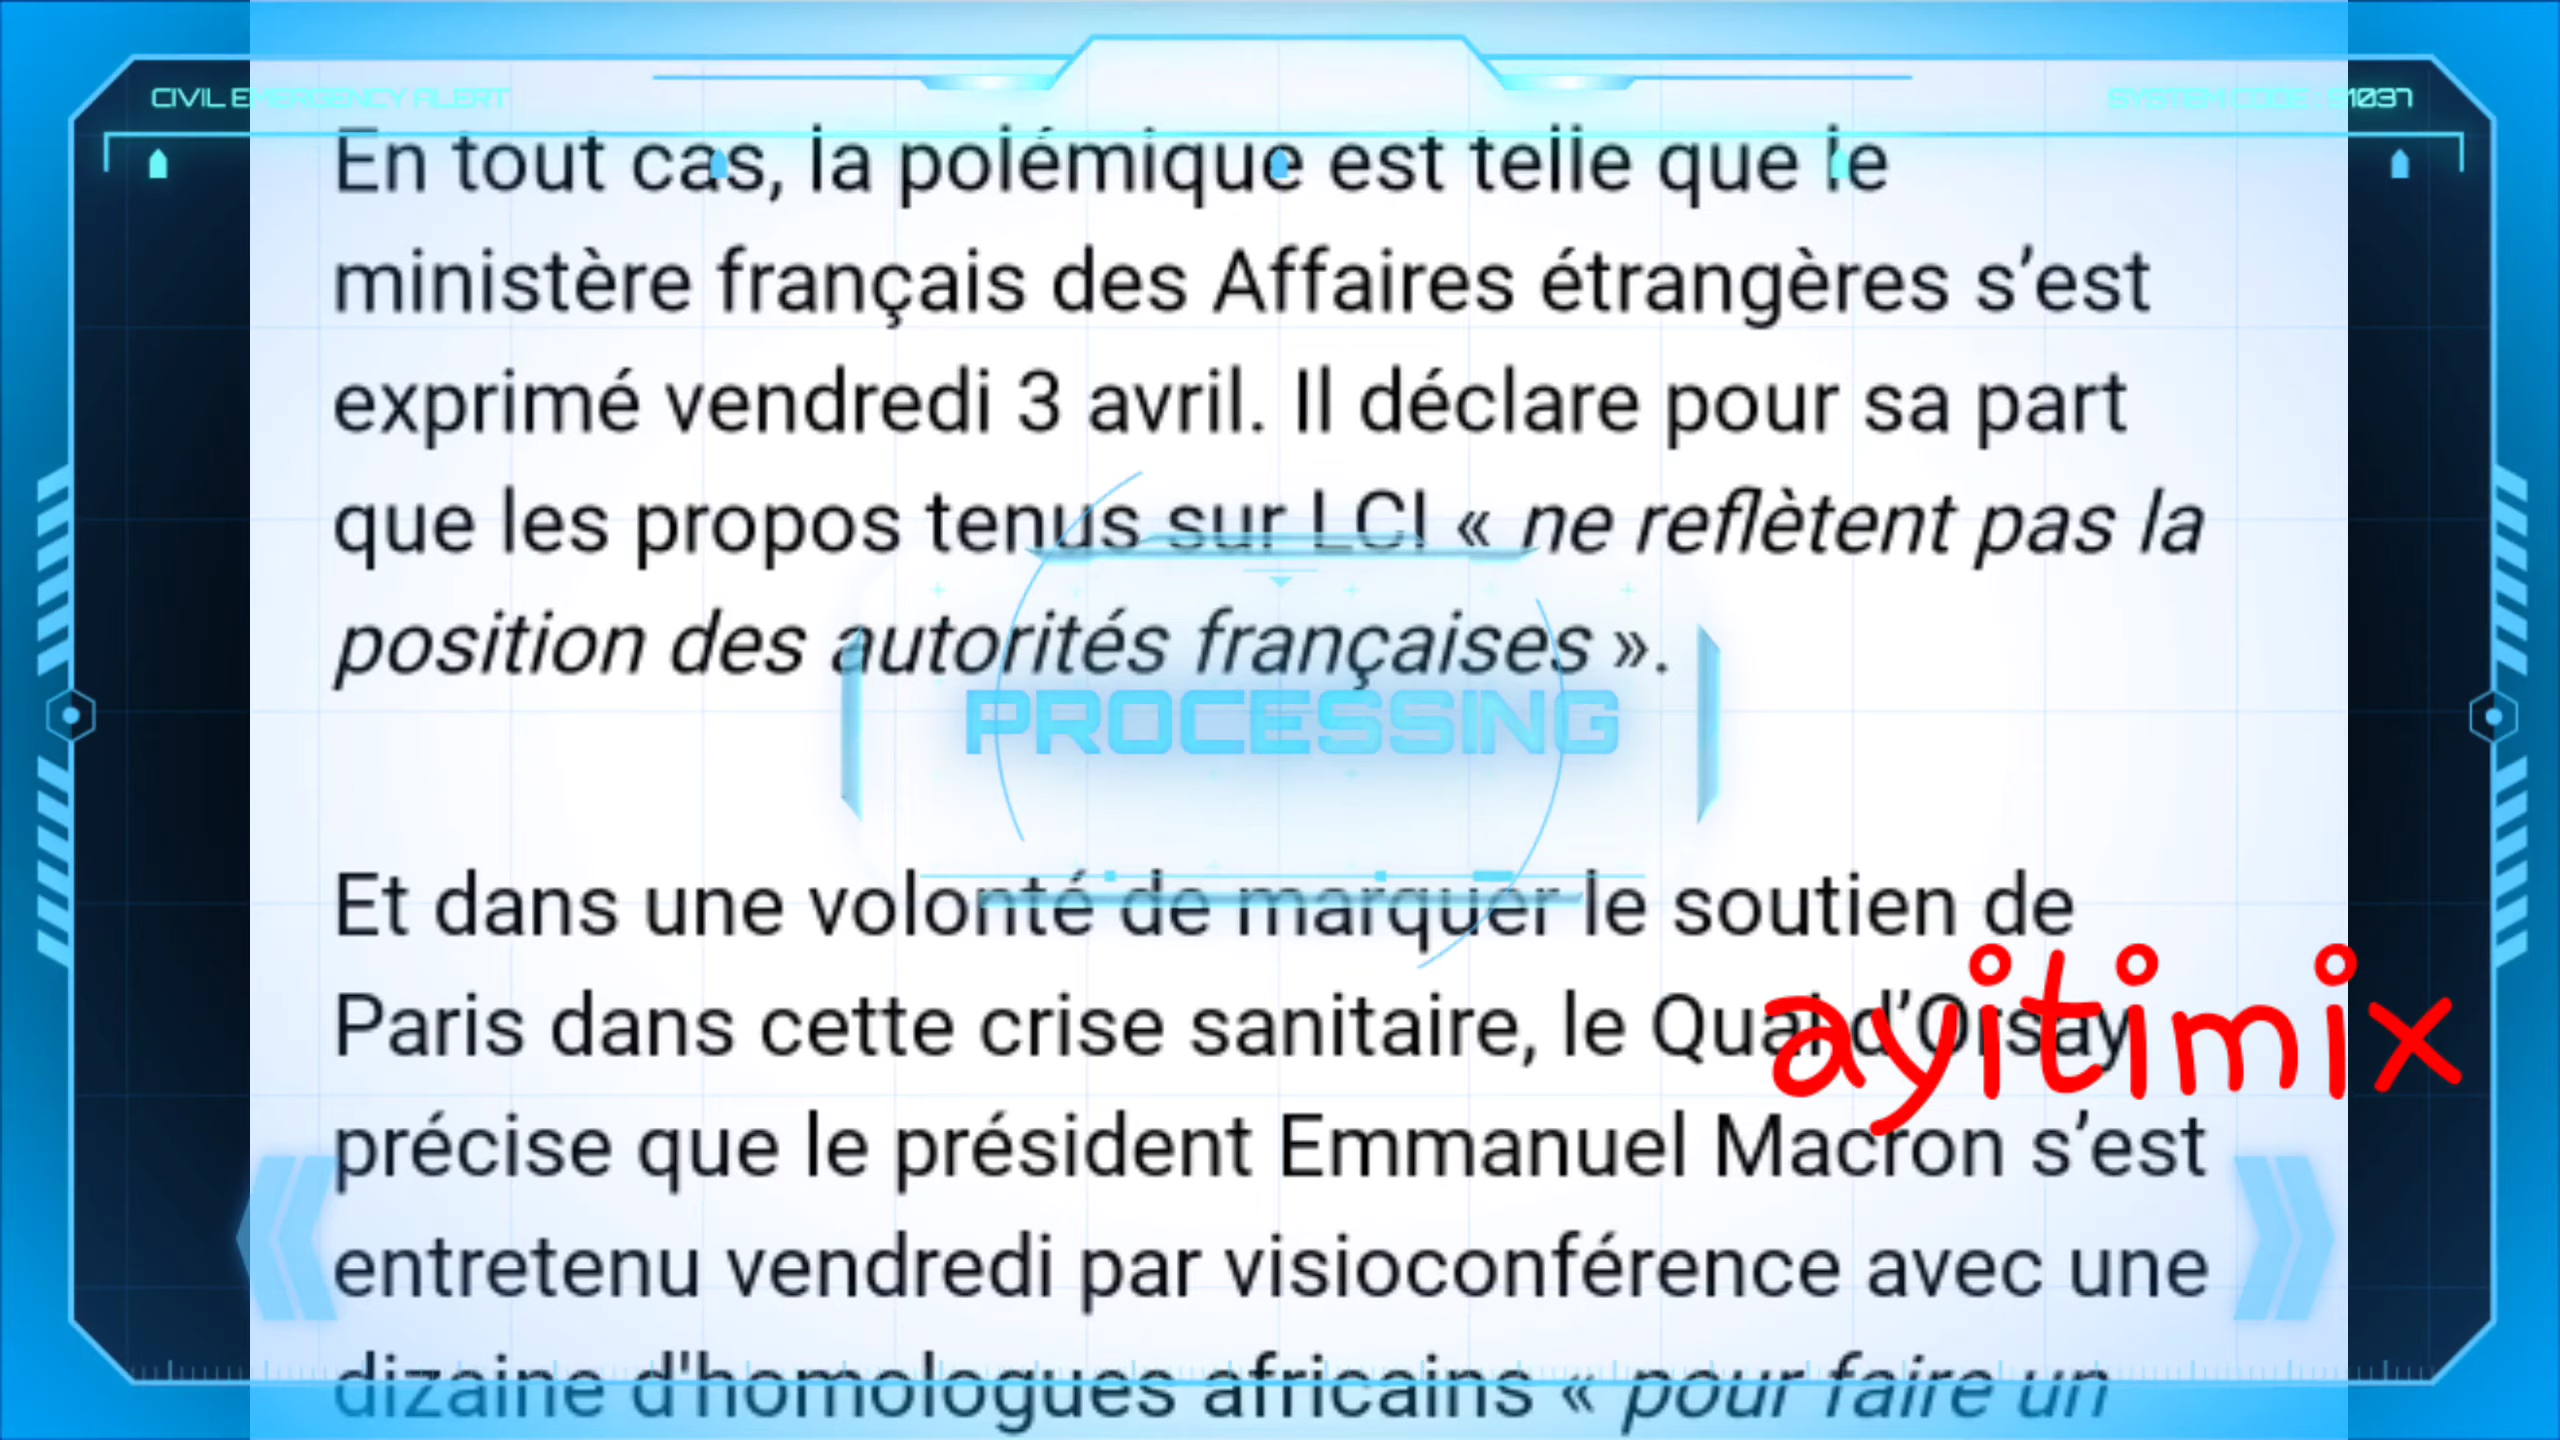 CIVIL EMERGENCY ALERT
SYSTEM CODE : 91037
En tout cas, la polémique est telle que le
ministère français des Affaires étrangères s’est
exprimé vendredi 3 avril. Il déclare pour sa part
que les propos tenus sur LCI « ne reflètent pas la
position des autorités françaises ».
PROCESSING
Et dans une volonté de marquer le soutien de
Paris dans cette crise sanitaire, le Quai d’Orsay
ayitimix
précise que le président Emmanuel Macron s’est
entretenu vendredi par visioconférence avec une
dizaine d'homologues africains « pour faire un